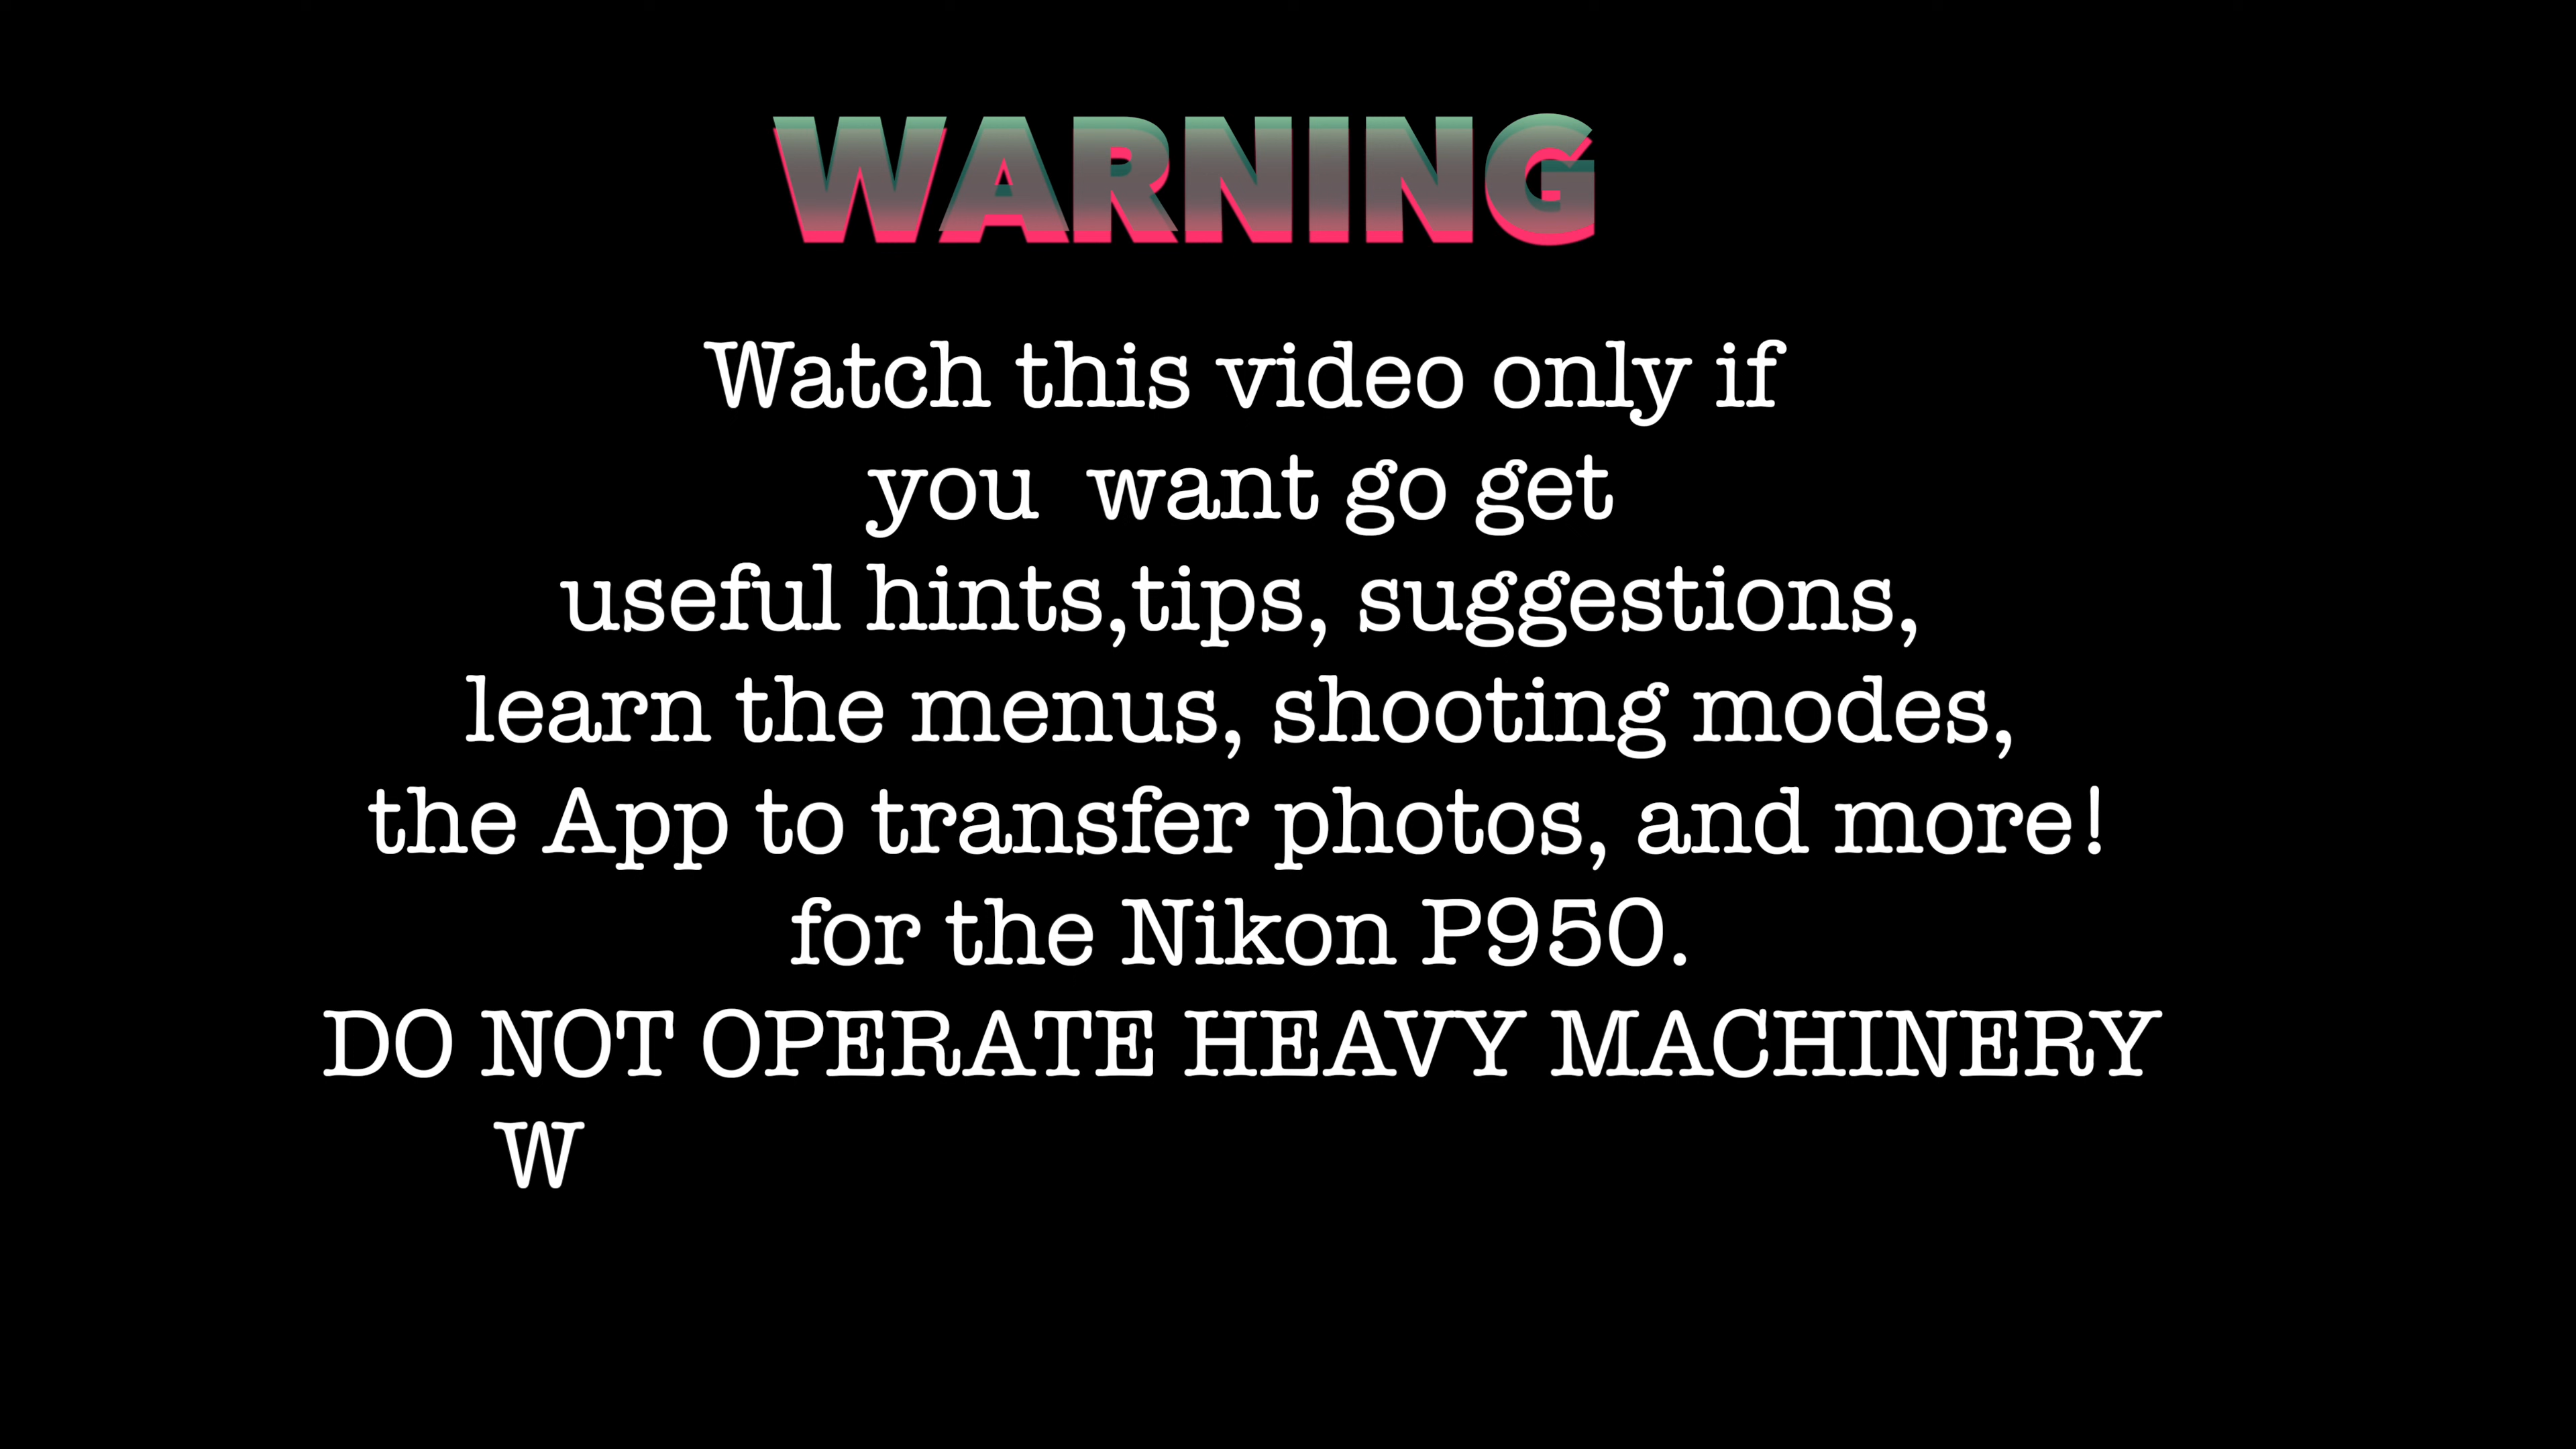 WARNING
Watch this video only if
you  want go get
useful hints,tips, suggestions,
learn the menus, shooting modes,
the App to transfer photos, and more!
for the Nikon P950.
DO NOT OPERATE HEAVY MACHINERY
W